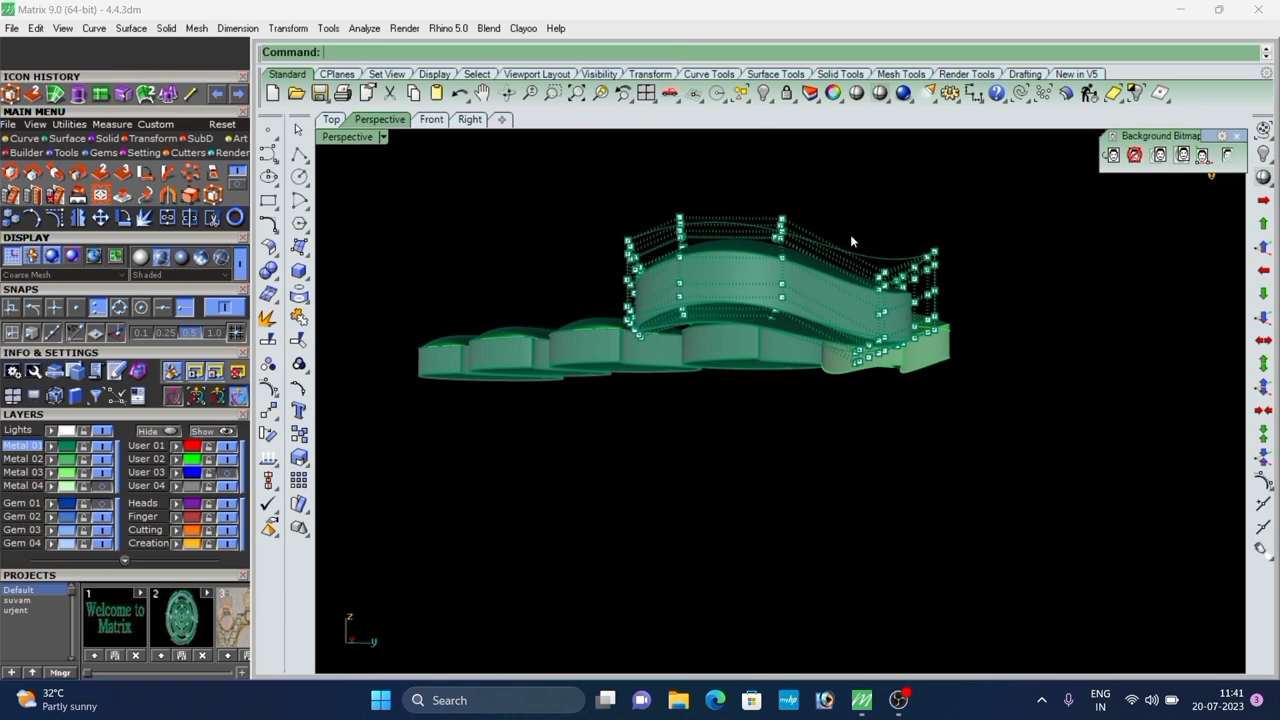 Matrix 9.0 (64-bit) - 4.4.3dm
File Edit View Curve Surface Solid Mesh Dimension Transform Tools Analyze Render Rhino 5.0 Blend Clayoo Help
Command:
ICON HISTORY
Standard CPlanes Set View Display Select Viewport Layout Visibility Transform Curve Tools Surface Tools Solid Tools Mesh Tools Render Tools Drafting New in V5
MAIN MENU
File View Utilities Measure Custom Reset
Curve Surface Solid Transform SubD Art
Builder Tools Gems Setting Cutters Render
Top Perspective Front Right
Perspective
Background Bitmap
DISPLAY
Coarse Mesh Shaded
SNAPS
0.1 0.25 0.5 1.0
INFO & SETTINGS
LAYERS
Lights Hide Show
Metal 01 User 01
Metal 02 User 02
Metal 03 User 03
Metal 04 User 04
Gem 01 Heads
Gem 02 Finger
Gem 03 Cutting
Gem 04 Creation
PROJECTS
Default
suvam
urjent
1 2 3
Welcome to
Matrix
Mngr
z
x y
32°C
Partly sunny
Search
ENG
IN
11:41
20-07-2023
3